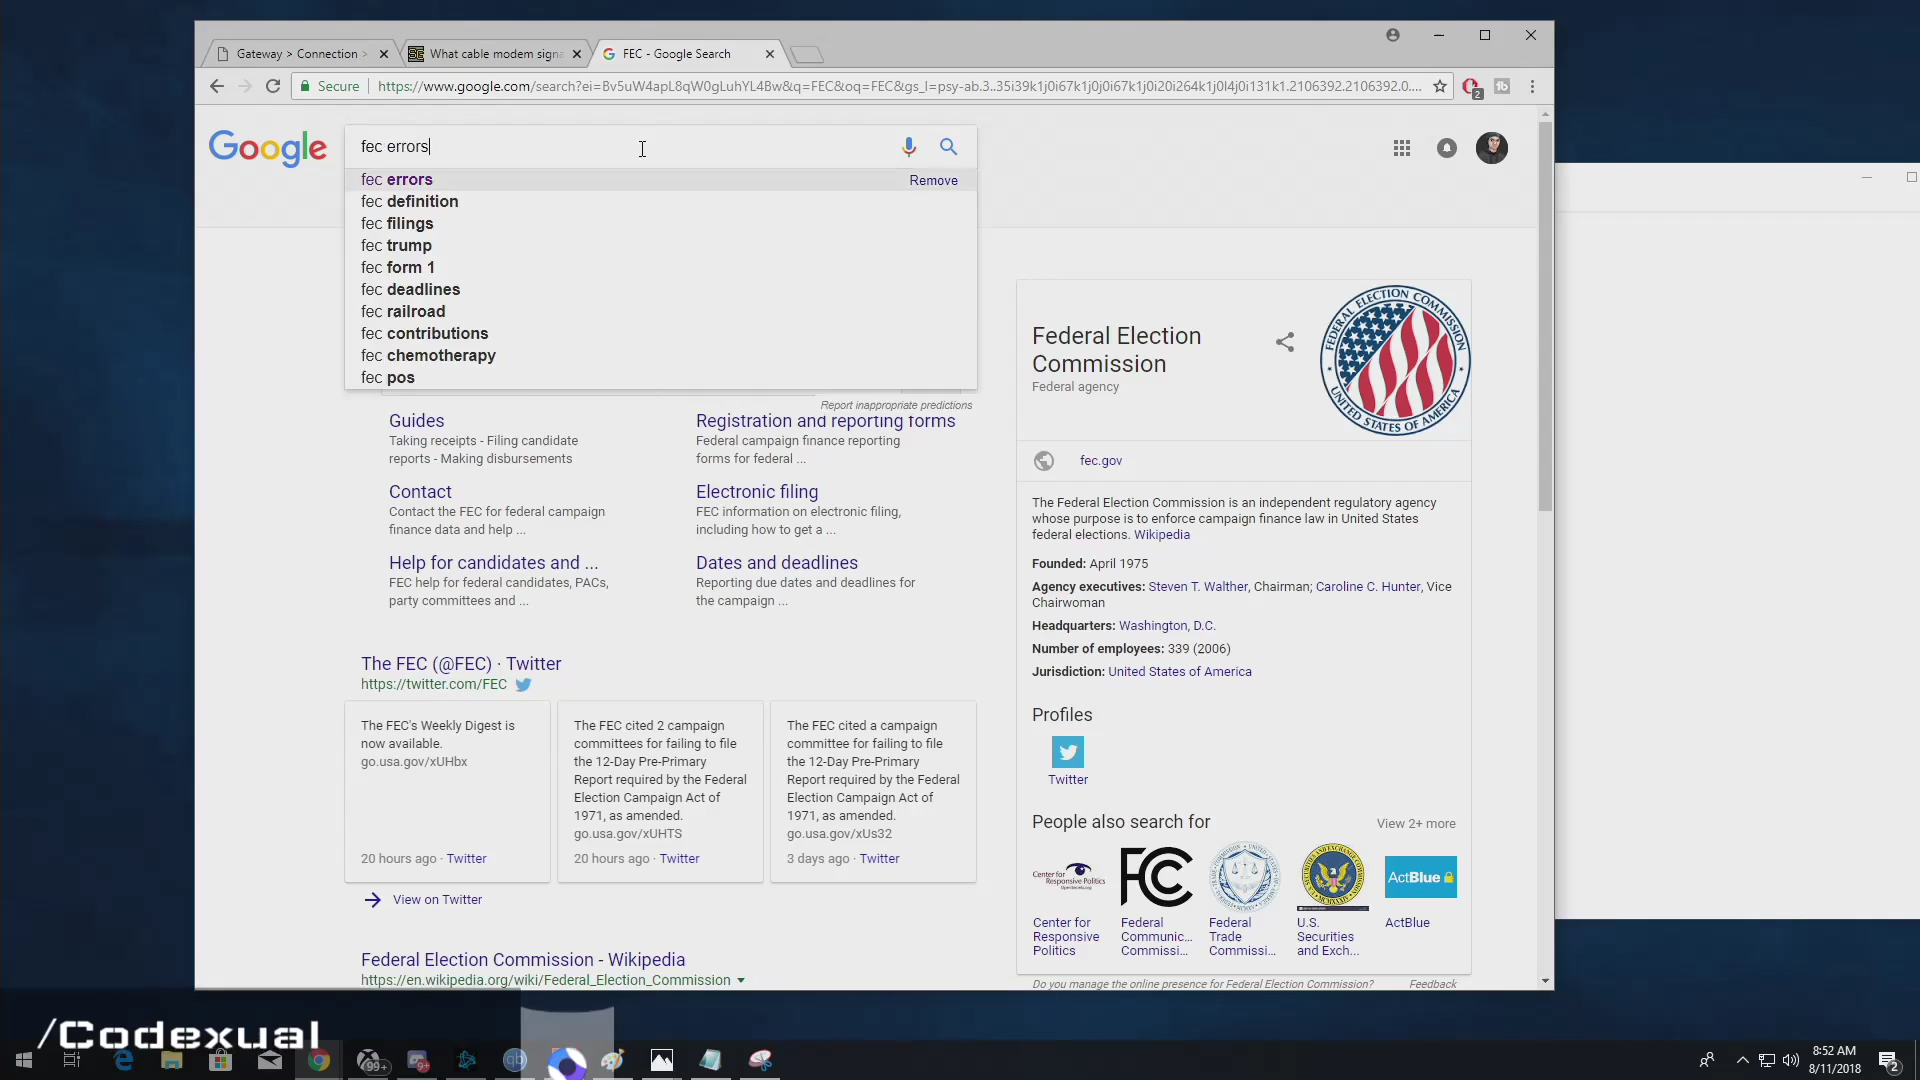 Gateway > Connection >
What cable modem signa
FEC - Google Search
Secure
https://www.google.com/search?ei=Bv5uW4apL8qW0gLuhYL4Bw&q=FEC&oq=FEC&gs_l=psy-ab.3..35i39k1j0i67k1j0j0i67k1j0i20i264k1j0l4j0i131k1.2106392.2106392.0....
2
Google
fec errors
fec errors
Remove
fec definition
fec filings
fec trump
fec form 1
fec deadlines
fec railroad
fec contributions
fec chemotherapy
fec pos
Report inappropriate predictions
Guides
Taking receipts - Filing candidate
reports - Making disbursements
Registration and reporting forms
Federal campaign finance reporting
forms for federal ...
Contact
Contact the FEC for federal campaign
finance data and help ...
Electronic filing
FEC information on electronic filing,
including how to get a ...
Help for candidates and ...
FEC help for federal candidates, PACs,
party committees and ...
Dates and deadlines
Reporting due dates and deadlines for
the campaign ...
The FEC (@FEC) · Twitter
https://twitter.com/FEC
The FEC's Weekly Digest is
now available.
go.usa.gov/xUHbx
20 hours ago · Twitter
The FEC cited 2 campaign
committees for failing to file
the 12-Day Pre-Primary
Report required by the Federal
Election Campaign Act of
1971, as amended.
go.usa.gov/xUHTS
20 hours ago · Twitter
The FEC cited a campaign
committee for failing to file
the 12-Day Pre-Primary
Report required by the Federal
Election Campaign Act of
1971, as amended.
go.usa.gov/xUs32
3 days ago · Twitter
View on Twitter
Federal Election Commission - Wikipedia
https://en.wikipedia.org/wiki/Federal_Election_Commission
Federal Election
Commission
Federal agency
FEDERAL ELECTION COMMISSION
UNITED STATES OF AMERICA
fec.gov
The Federal Election Commission is an independent regulatory agency
whose purpose is to enforce campaign finance law in United States
federal elections. Wikipedia
Founded: April 1975
Agency executives: Steven T. Walther, Chairman; Caroline C. Hunter, Vice
Chairwoman
Headquarters: Washington, D.C.
Number of employees: 339 (2006)
Jurisdiction: United States of America
Profiles
Twitter
People also search for
View 2+ more
Center for
Responsive Politics
FCC
ActBlue
Center for
Responsive
Politics
Federal
Communic...
Commissi...
Federal
Trade
Commissi...
U.S.
Securities
and Exch...
ActBlue
Do you manage the online presence for Federal Election Commission?
Feedback
/Codexual
99+
9+
qb
8:52 AM
8/11/2018
2